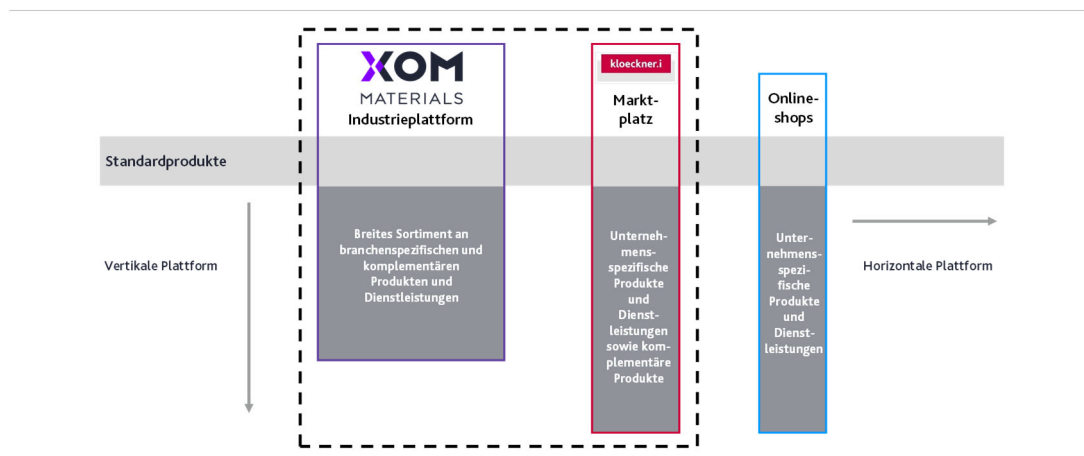 XOM
MATERIALS
Industrieplattform
kloeckner.i
Markt-
platz
Online-
shops
Standardprodukte
Vertikale Plattform
Breites Sortiment an
branchenspezifischen und
komplementären
Produkten und
Dienstleistungen
Unterneh-
mens-
spezifische
Produkte
und
Dienst-
leistungen
sowie kom-
plementäre
Produkte
Unter-
nehmens-
spezi-
fische
Produkte
und
Dienst-
leistungen
Horizontale Plattform